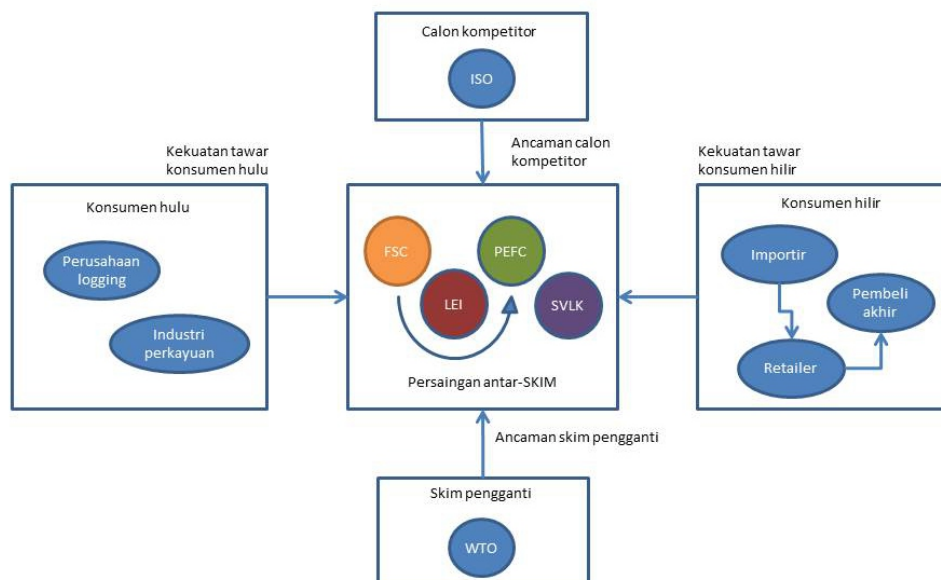 Calon kompetitor
ISO
Ancaman calon
kompetitor
Kekuatan tawar
konsumen hulu
Kekuatan tawar
konsumen hilir
Konsumen hulu
Perusahaan
logging
Industri
perkayuan
FSC
LEI
PEFC
SVLK
Persaingan antar-SKIM
Konsumen hilir
Importir
Pembeli
akhir
Retailer
Ancaman skim pengganti
Skim pengganti
WTO